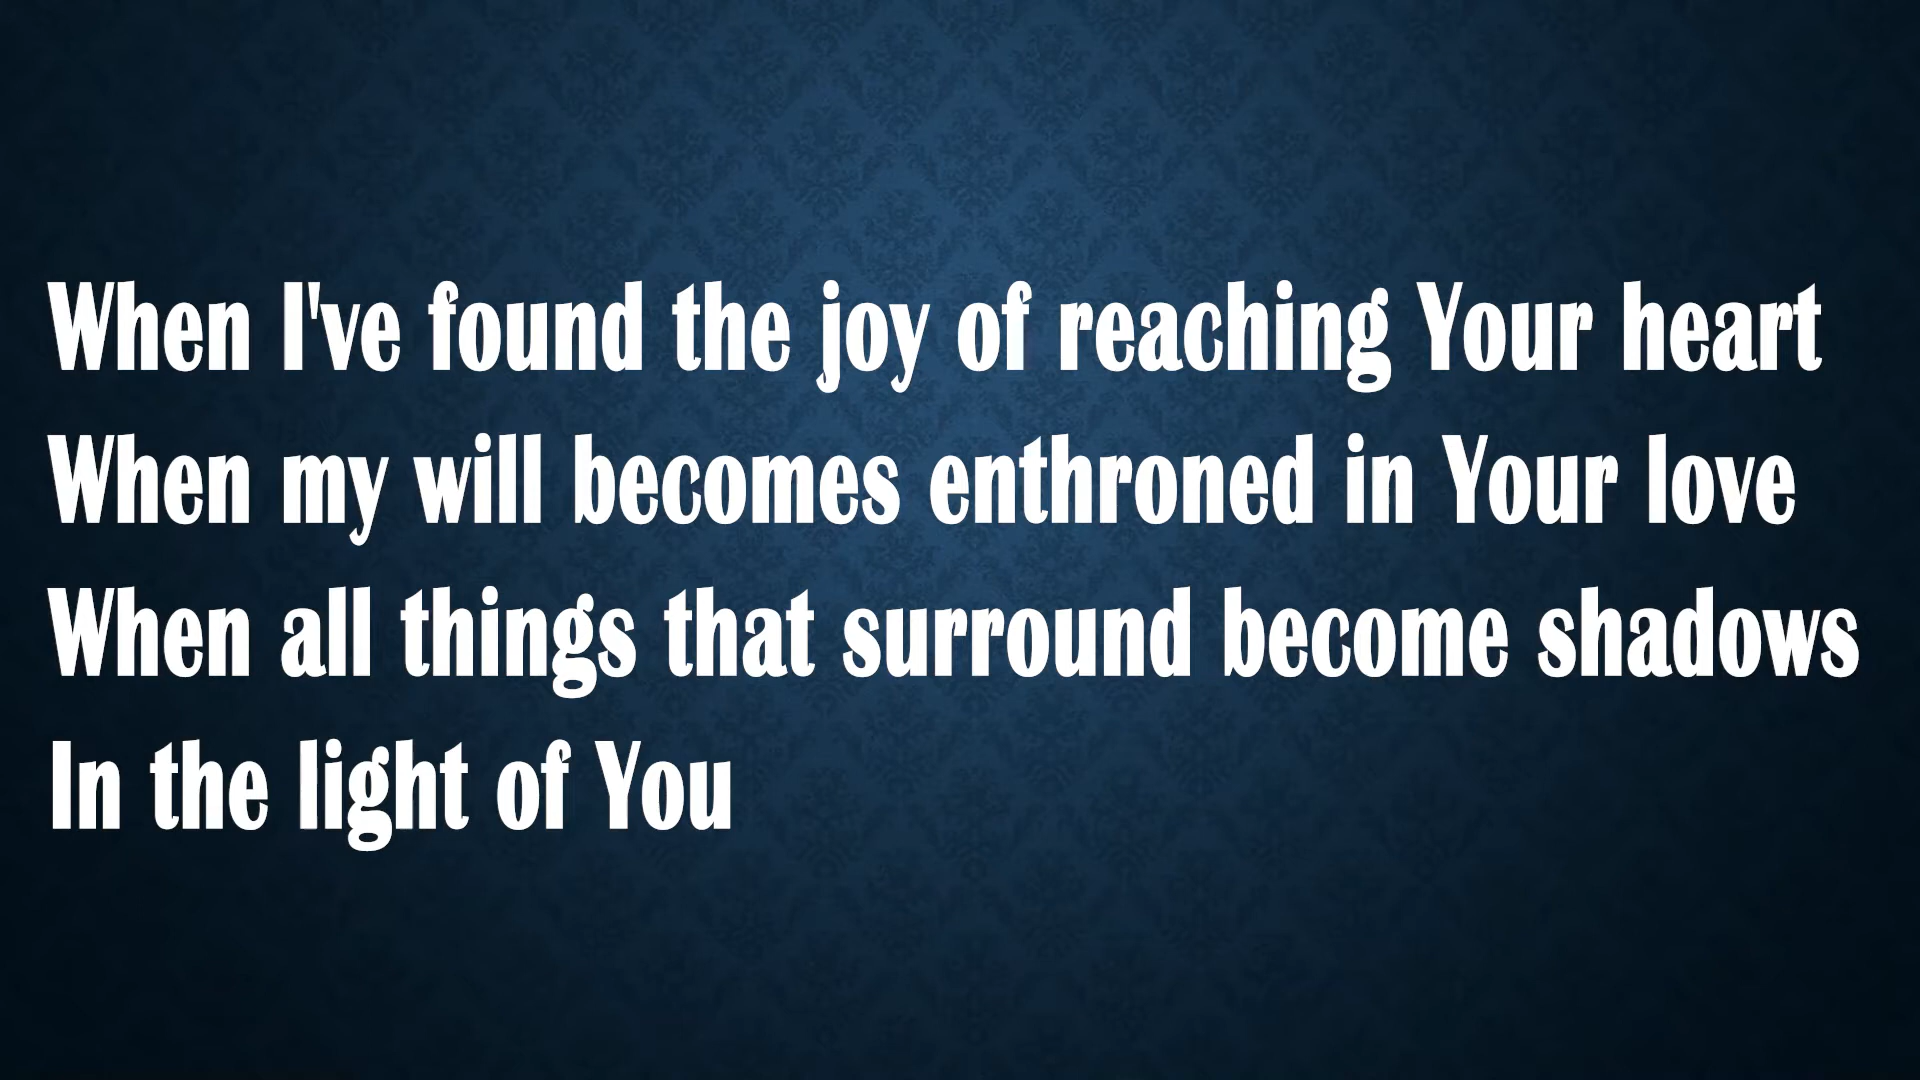 When I've found the joy of reaching Your heart
When my will becomes enthroned in Your love
When all things that surround become shadows
In the light of You